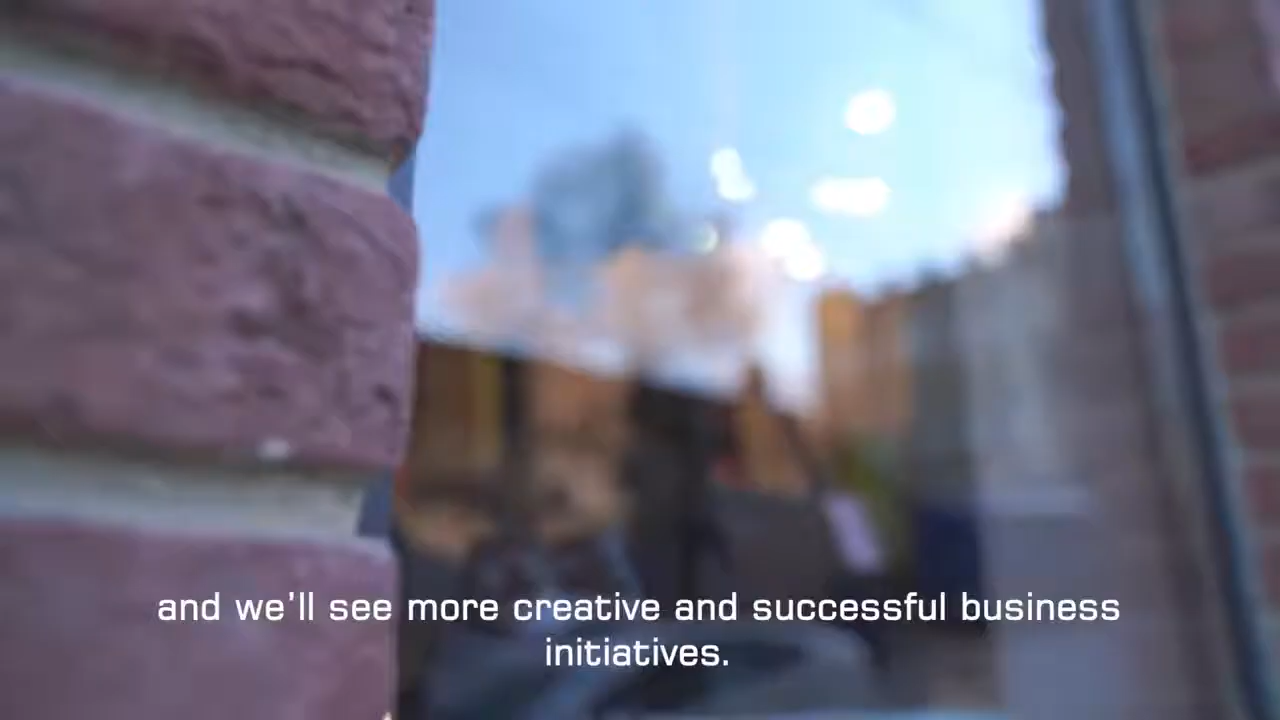 and we'll see more creative and successful business
initiatives.